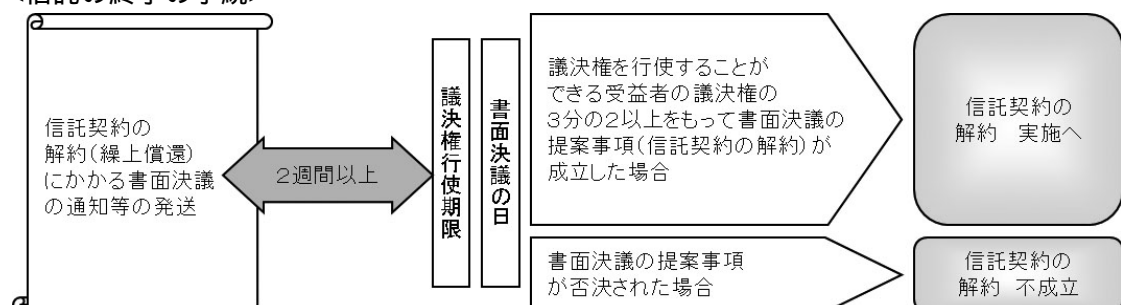 信託契約の
解約（繰上償還）
にかかる書面決議
の通知等の発送
２週間以上
議決権行使期限
書面決議の日
議決権を行使することが
できる受益者の議決権の
３分の２以上をもって書面決議の
提案事項（信託契約の解約）が
成立した場合
信託契約の
解約　実施へ
書面決議の提案事項
が否決された場合
信託契約の
解約　不成立